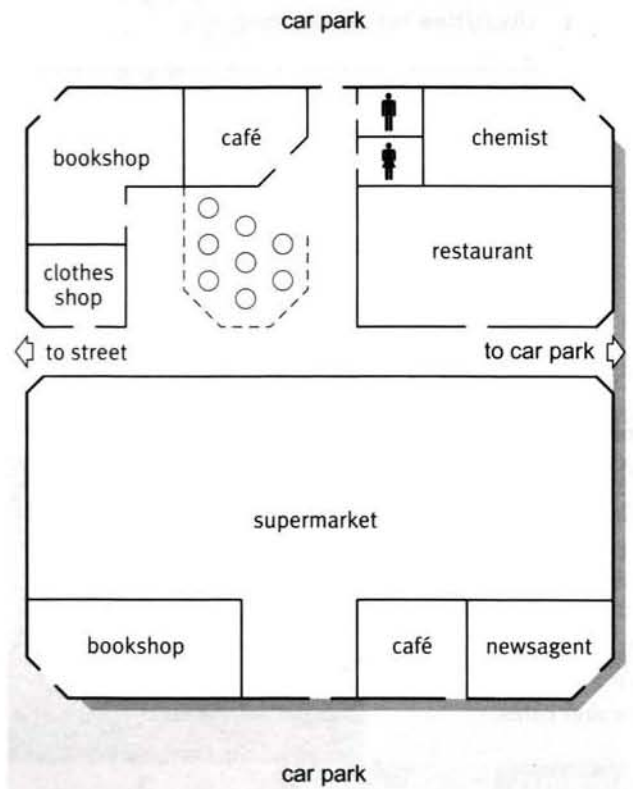 car park
bookshop
café
chemist
clothes
shop
restaurant
to street
to car park
supermarket
bookshop
café
newsagent
car park